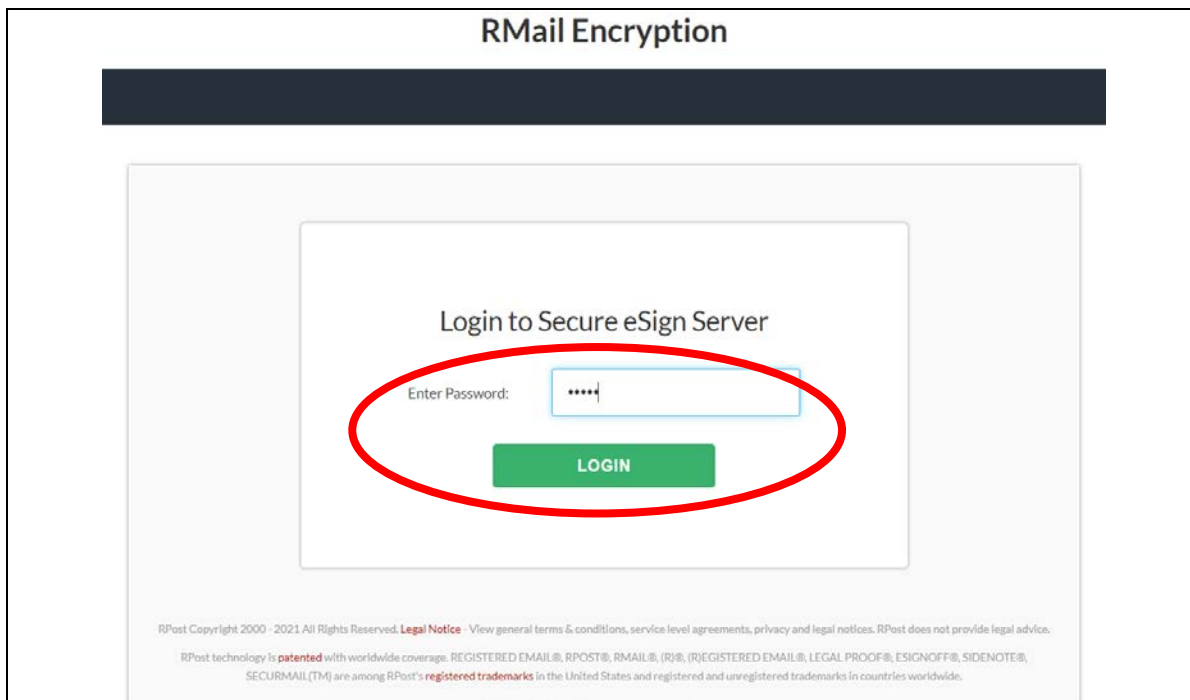 RMail Encryption
Login to Secure eSign Server
Enter Password: •••••
LOGIN
RPost Copyright 2000 - 2021 All Rights Reserved. Legal Notice - View general terms & conditions, service level agreements, privacy and legal notices. RPost does not provide legal advice.
RPost technology is patented with worldwide coverage. REGISTERED EMAIL®, RPOST®, RMAIL®, (R)®, (R)EGISTERED EMAIL®, LEGAL PROOF®, ESIGNOFF®, SIDENOTE®,
SECURMAIL(TM) are among RPost's registered trademarks in the United States and registered and unregistered trademarks in countries worldwide.